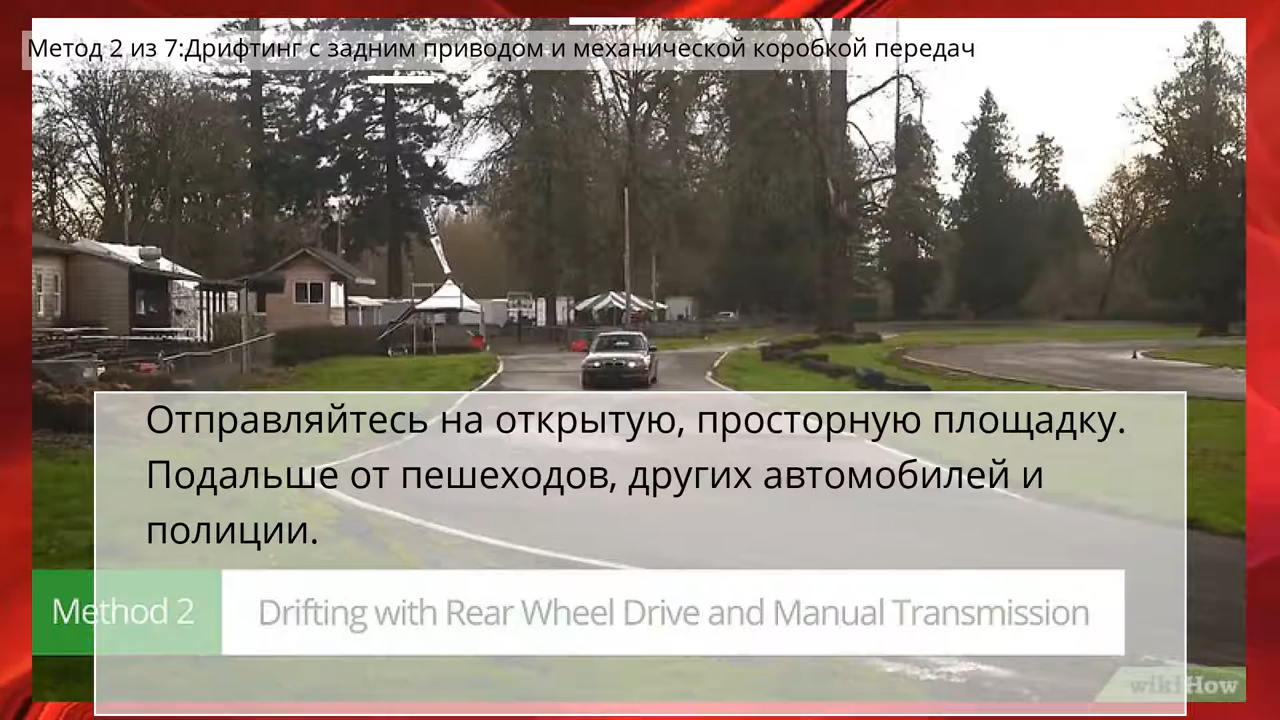 Метод 2 из 7:Дрифтинг с задним приводом и механической коробкой передач
Отправляйтесь на открытую, просторную площадку.
Подальше от пешеходов, других автомобилей и
полиции.
Method 2 Drifting with Rear Wheel Drive and Manual Transmission
wikiHow